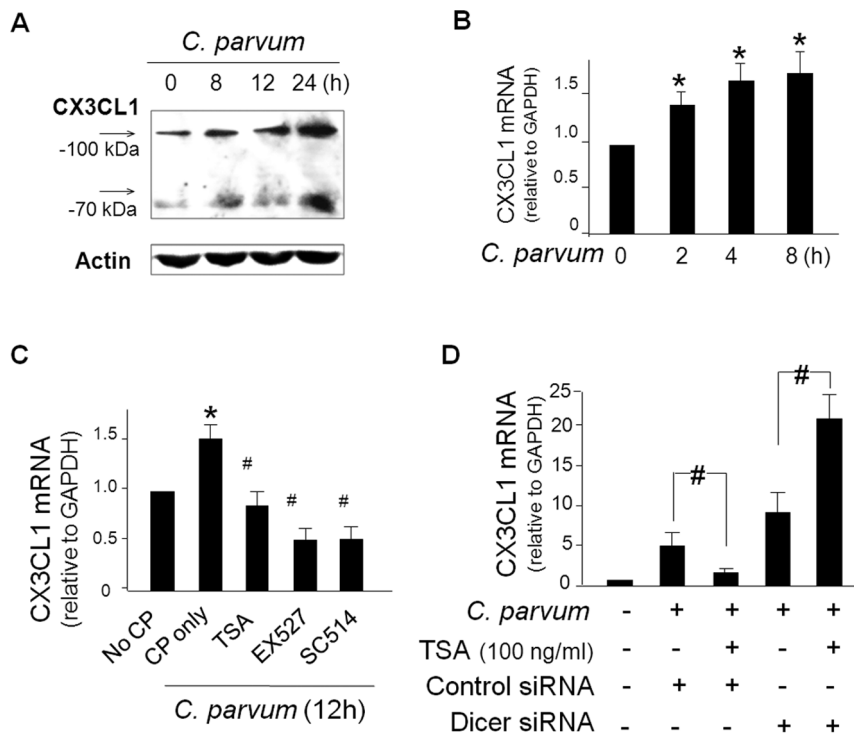 A
C. parvum
0 8 12 24 (h)
CX3CL1
-100 kDa
-70 kDa
Actin
B
CX3CL1 mRNA
(relative to GAPDH)
1.5
1.0
0.5
0
* * *
C. parvum 0 2 4 8 (h)
C
CX3CL1 mRNA
(relative to GAPDH)
1.5
1.0
0.5
0
* # # #
No CP CP only TSA EX527 SC514
C. parvum (12h)
D
CX3CL1 mRNA
(relative to GAPDH)
25
20
15
10
5
0
# #
C. parvum - + + + +
TSA (100 ng/ml) - - + - +
Control siRNA - + + - -
Dicer siRNA - - - + +